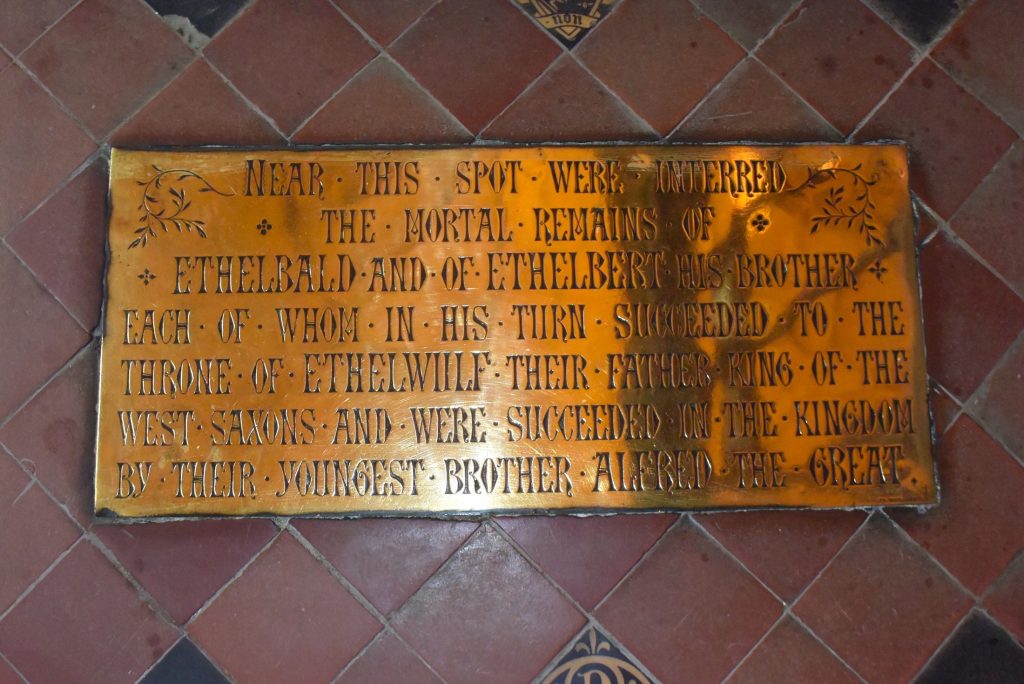 NON
NEAR · THIS · SPOT · WERE · INTERRED
THE · MORTAL · REMAINS · OF
ETHELBALD · AND · OF · ETHELBERT · HIS · BROTHER
EACH · OF · WHOM · IN · HIS · TURN · SUCCEEDED · TO · THE
THRONE · OF · ETHELWULF · THEIR · FATHER · KING · OF · THE
WEST · SAXONS · AND · WERE · SUCCEEDED · IN · THE · KINGDOM
BY · THEIR · YOUNGEST · BROTHER · ALFRED · THE · GREAT.